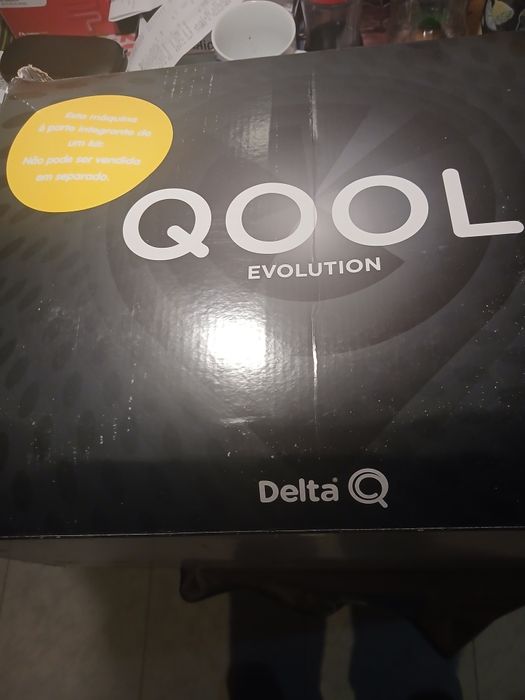 Esta máquina
é parte integrante de
um kit.
Não pode ser vendida
em separado.
QOOL
EVOLUTION
Delta Q